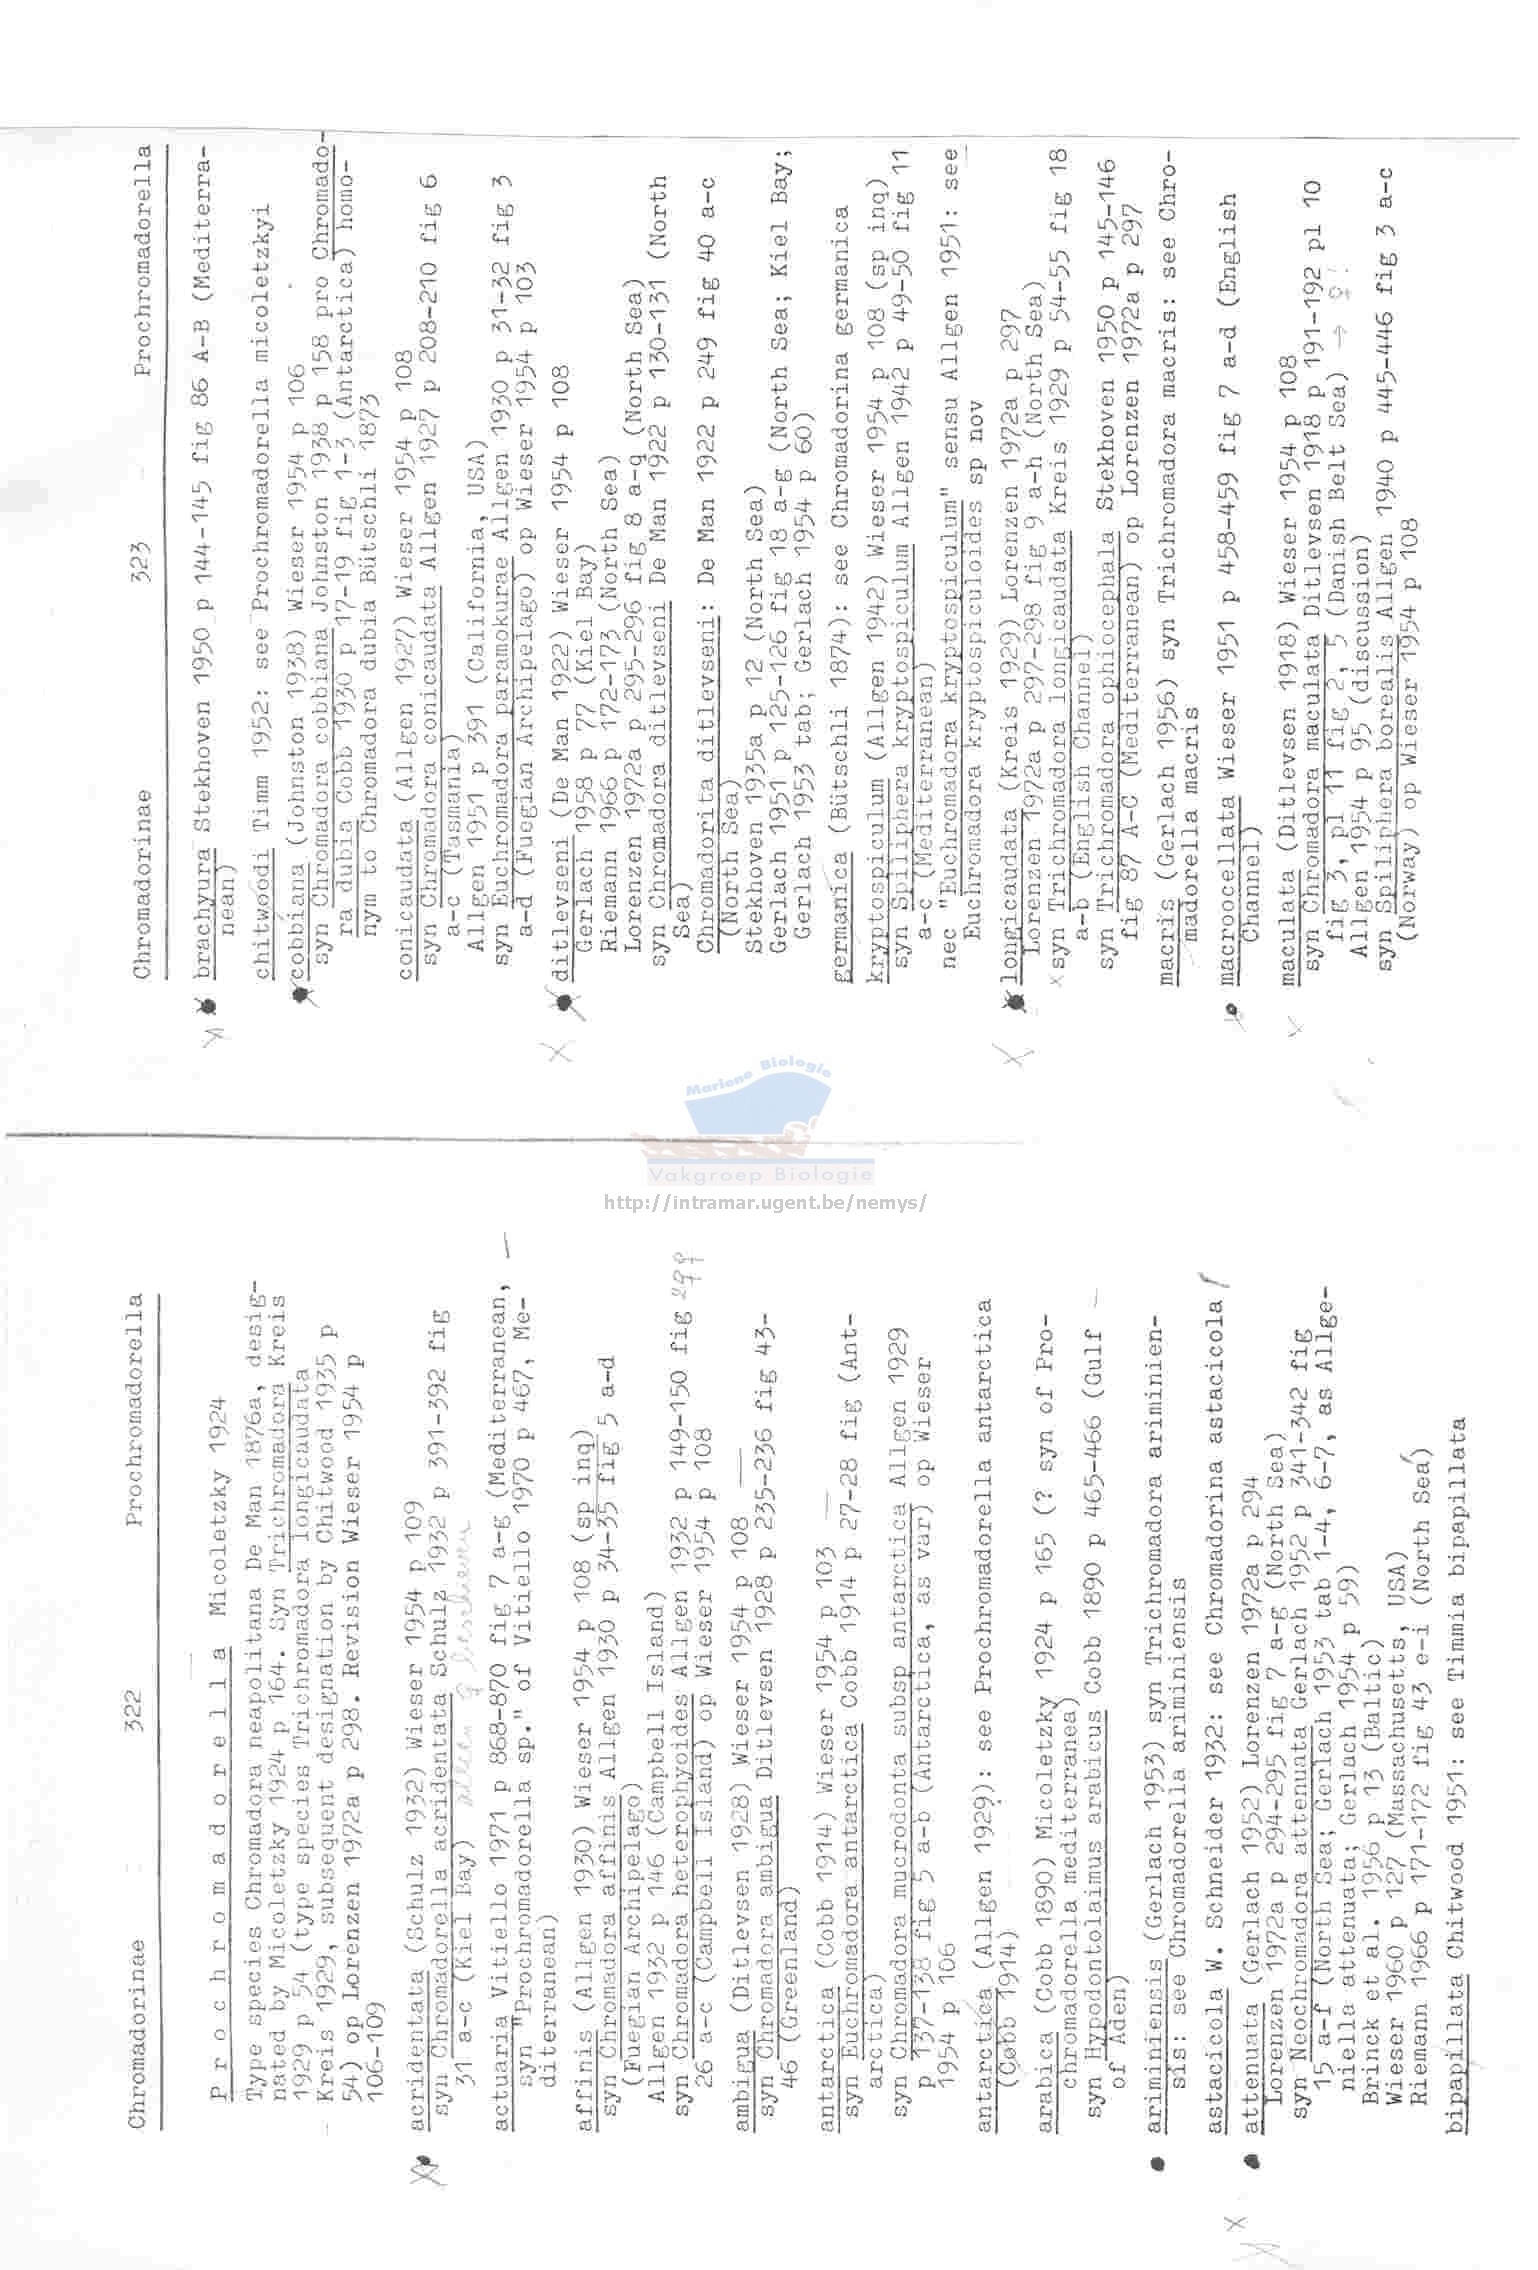 Chromadorinae 322 Prochromadorella
P r o c h r o m a d o r e l l a Micoletzky 1924
Type species Chromadora neapolitana De Man 1876a, desig-
nated by Micoletzky 1924 p 164. Syn Trichromadora Kreis
1929 p 54 (type species Trichromadora longicaudata
Kreis 1929, subsequent designation by Chitwood 1935 p
54) op Lorenzen 1972a p 298. Revision Wieser 1954 p
106-109
acridentata (Schulz 1932) Wieser 1954 p 109
syn Chromadorella acridentata Schulz 1932 p 391-392 fig
31 a-c (Kiel Bay)
actuaria Vitiello 1971 p 868-870 fig 7 a-g (Mediterranean,
syn "Prochromadorella sp." of Vitiello 1970 p 467, Me-
diterranean)
affinis (Allgen 1930) Wieser 1954 p 108 (sp inq)
syn Chromadora affinis Allgen 1930 p 34-35 fig 5 a-d
(Fuegian Archipelago)
Allgen 1932 p 146 (Campbell Island)
syn Chromadora heterophyoides Allgen 1932 p 149-150 fig
26 a-c (Campbell Island) op Wieser 1954 p 108
ambigua (Ditlevsen 1928) Wieser 1954 p 108
syn Chromadora ambigua Ditlevsen 1928 p 235-236 fig 43-
46 (Greenland)
antarctica (Cobb 1914) Wieser 1954 p 103
syn Euchromadora antarctica Cobb 1914 p 27-28 fig (Ant-
arctica)
syn Chromadora mucrodonta subsp antarctica Allgen 1929
p 137-138 fig 5 a-b (Antarctica, as var) op Wieser
1954 p 106
antarctica (Allgen 1929): see Prochromadorella antarctica
(Cobb 1914)
arabica (Cobb 1890) Micoletzky 1924 p 165 (? syn of Pro-
chromadorella mediterranea)
syn Hypodontolaimus arabicus Cobb 1890 p 465-466 (Gulf
of Aden)
ariminiensis (Gerlach 1953) syn Trichromadora ariminien-
sis: see Chromadorella ariminiensis
astacicola W. Schneider 1932: see Chromadorina astacicola
attenuata (Gerlach 1952) Lorenzen 1972a p 294
Lorenzen 1972a p 294-295 fig 7 a-g (North Sea)
syn Neochromadora attenuata Gerlach 1952 p 341-342 fig
15 a-f (North Sea; Gerlach 1953 tab 1-4, 6-7, as Allge-
niella attenuata; Gerlach 1954 p 59)
Brinck et al. 1956 p 13 (Baltic)
Wieser 1960 p 127 (Massachusetts, USA)
Riemann 1966 p 171-172 fig 43 e-i (North Sea)
bipapillata Chitwood 1951: see Timmia bipapillata
Chromadorinae 323 Prochromadorella
brachyura Stekhoven 1950 p 144-145 fig 86 A-B (Mediterra-
nean)
chitwoodi Timm 1952: see Prochromadorella micoletzkyi
cobbiana (Johnston 1938) Wieser 1954 p 106
syn Chromadora cobbiana Johnston 1938 p 158 pro Chromado-
ra dubia Cobb 1930 p 17-19 fig 1-3 (Antarctica) homo-
nym to Chromadora dubia Bütschli 1873
conicaudata (Allgen 1927) Wieser 1954 p 108
syn Chromadora conicaudata Allgen 1927 p 208-210 fig 6
a-c (Tasmania)
Allgen 1951 p 391 (California, USA)
syn Euchromadora paramokurae Allgen 1930 p 31-32 fig 3
a-d (Fuegian Archipelago) op Wieser 1954 p 103
ditlevseni (De Man 1922) Wieser 1954 p 108
Gerlach 1958 p 77 (Kiel Bay)
Riemann 1966 p 172-173 (North Sea)
Lorenzen 1972a p 295-296 fig 8 a-q (North Sea)
syn Chromadora ditlevseni De Man 1922 p 130-131 (North
Sea)
Chromadorita ditlevseni: De Man 1922 p 249 fig 40 a-c
(North Sea)
Stekhoven 1935a p 12 (North Sea)
Gerlach 1951 p 125-126 fig 18 a-g (North Sea; Kiel Bay;
Gerlach 1953 tab; Gerlach 1954 p 60)
germanica (Bütschli 1874): see Chromadorina germanica
kryptospiculum (Allgen 1942) Wieser 1954 p 108 (sp inq)
syn Spiliphera kryptospiculum Allgen 1942 p 49-50 fig 11
a-c (Mediterranean)
nec "Euchromadora kryptospiculum" sensu Allgen 1951: see
Euchromadora kryptospiculoides sp nov
longicaudata (Kreis 1929) Lorenzen 1972a p 297
Lorenzen 1972a p 297-298 fig 9 a-h (North Sea)
syn Trichromadora longicaudata Kreis 1929 p 54-55 fig 18
a-b (English Channel)
syn Trichromadora ophiocephala Stekhoven 1950 p 145-146
fig 87 A-C (Mediterranean) op Lorenzen 1972a p 297
macris (Gerlach 1956) syn Trichromadora macris: see Chro-
madorella macris
macroocellata Wieser 1951 p 458-459 fig 7 a-d (English
Channel)
maculata (Ditlevsen 1918) Wieser 1954 p 108
syn Chromadora maculata Ditlevsen 1918 p 191-192 pl 10
fig 3, pl 11 fig 2, 5 (Danish Belt Sea) → ♀!
Allgen 1954 p 95 (discussion)
syn Spiliphera borealis Allgen 1940 p 445-446 fig 3 a-c
(Norway) op Wieser 1954 p 108
Mariene Biologie
Vakgroep Biologie
http://intramar.ugent.be/nemys/